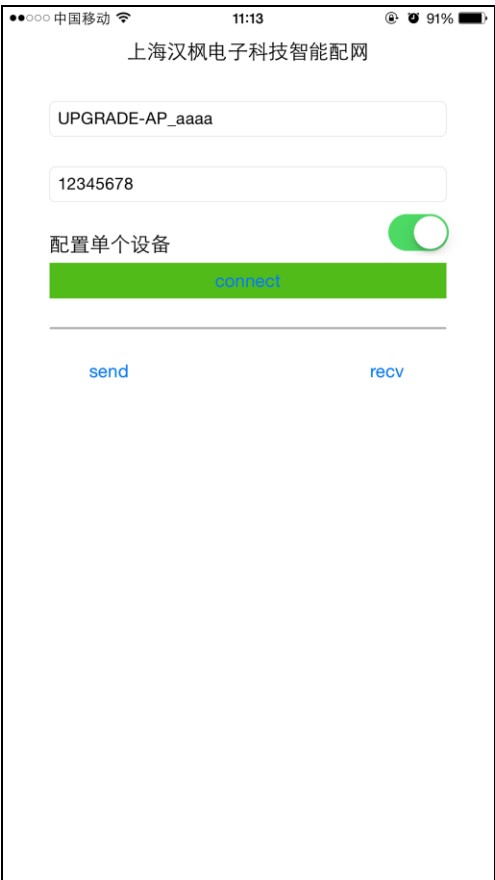 中国移动 11:13 91%
上海汉枫电子科技智能配网
UPGRADE-AP_aaaa
12345678
配置单个设备
connect
send recv